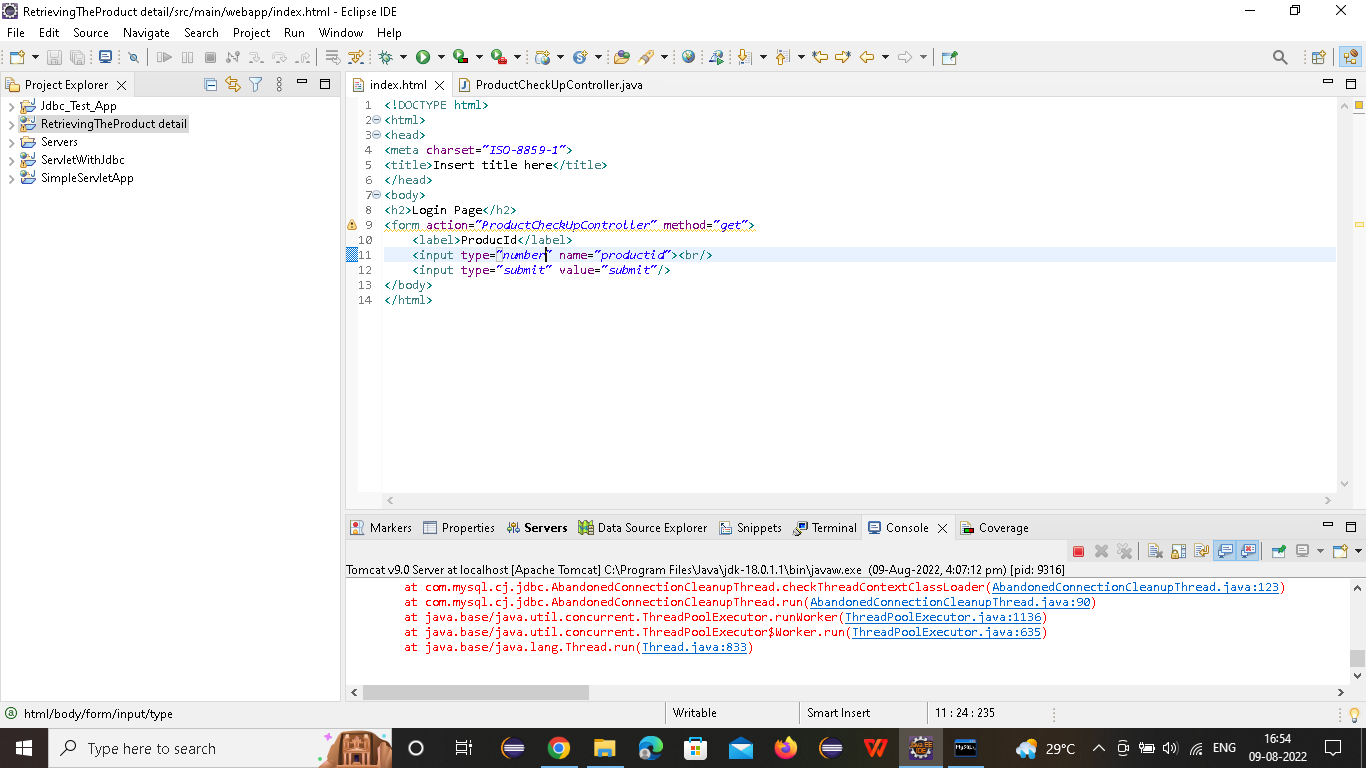 RetrievingTheProduct detail/src/main/webapp/index.html - Eclipse IDE
File Edit Source Navigate Search Project Run Window Help
Project Explorer
Jdbc_Test_App
RetrievingTheProduct detail
Servers
ServletWithJdbc
SimpleServletApp
index.html ProductCheckUpController.java
1 <!DOCTYPE html>
2 <html>
3 <head>
4 <meta charset="ISO-8859-1">
5 <title>Insert title here</title>
6 </head>
7 <body>
8 <h2>Login Page</h2>
9 <form action="ProductCheckUpController" method="get">
10 <label>ProducId</label>
11 <input type="number" name="productid"><br/>
12 <input type="submit" value="submit"/>
13 </body>
14 </html>
Markers Properties Servers Data Source Explorer Snippets Terminal Console Coverage
Tomcat v9.0 Server at localhost [Apache Tomcat] C:\Program Files\Java\jdk-18.0.1.1\bin\javaw.exe (09-Aug-2022, 4:07:12 pm) [pid: 9316]
at com.mysql.cj.jdbc.AbandonedConnectionCleanupThread.checkThreadContextClassLoader(AbandonedConnectionCleanupThread.java:123)
at com.mysql.cj.jdbc.AbandonedConnectionCleanupThread.run(AbandonedConnectionCleanupThread.java:90)
at java.base/java.util.concurrent.ThreadPoolExecutor.runWorker(ThreadPoolExecutor.java:1136)
at java.base/java.util.concurrent.ThreadPoolExecutor$Worker.run(ThreadPoolExecutor.java:635)
at java.base/java.lang.Thread.run(Thread.java:833)
html/body/form/input/type Writable Smart Insert 11 : 24 : 235
Type here to search 29°C ENG 16:54
09-08-2022